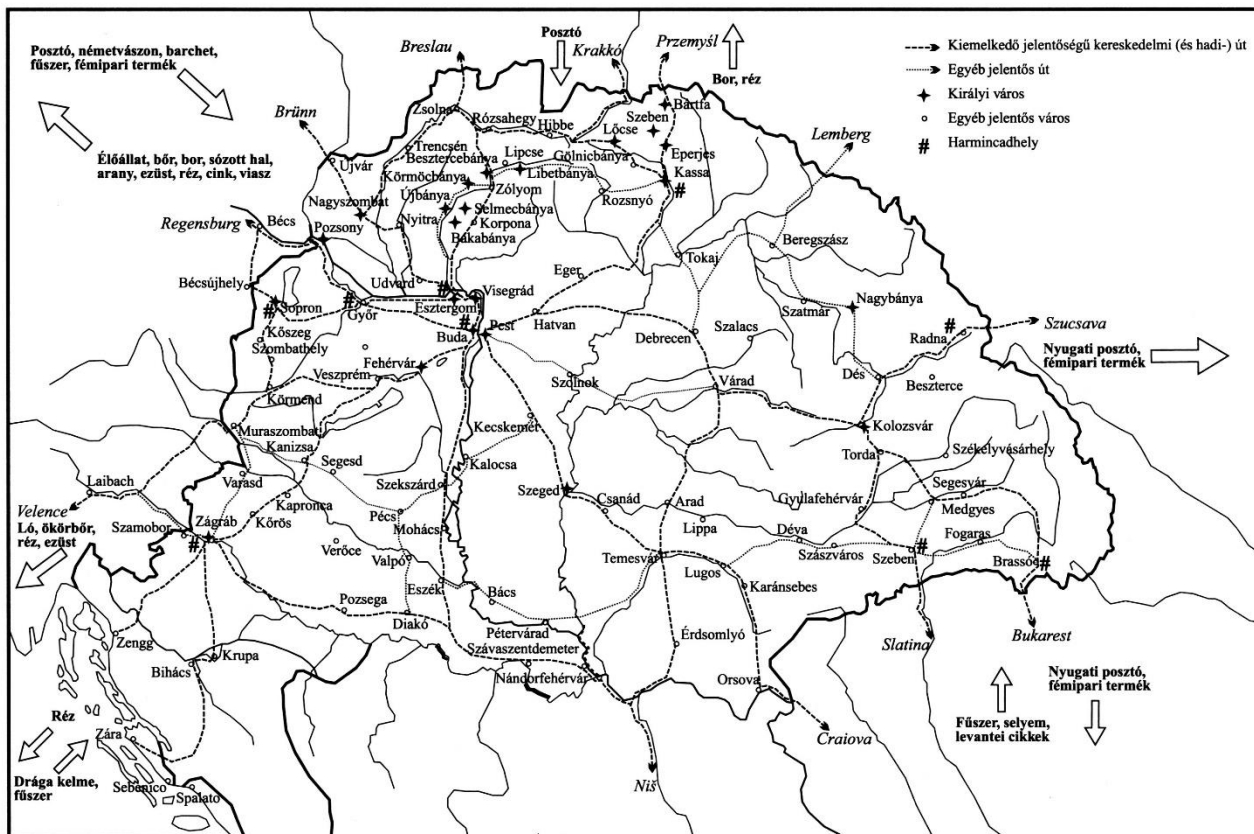 Posztó, németvászon, barchet,
fűszer, fémipari termék
Breslau
Posztó
Krakkó
Przemyśl
Bor, réz
Kiemelkedő jelentőségű kereskedelmi (és hadi-) út
Egyéb jelentős út
Királyi város
Egyéb jelentős város
# Harmincadhely
Brünn
Élőállat, bőr, bor, sózott hal,
arany, ezüst, réz, cink, viasz
Zsolna
Rózsahegy
Hibbe
Szeben
Bártfa
Lőcse
Eperjes
Lemberg
Újvár
Trencsén
Besztercebánya
Lipcse
Gölnicbánya
Kassa
#
Körmöcbánya
Libetbánya
Zólyom
Rozsnyó
Újbánya
Selmecbánya
Nagyszombat
Nyitra
Korpona
Bakabánya
Regensburg
Bécs
Pozsony
Beregszász
Tokaj
Bécsújhely
Udvard
Eger
#
Visegrád
# Sopron
#
Győr
Esztergom
Hatvan
Szatmár
Nagybánya
Kőszeg
#
Buda
Pest
Debrecen
Szalacs
Radna
#
Szucsava
Szombathely
Fehérvár
Veszprém
Szolnok
Várad
Dés
Beszterce
Nyugati posztó,
fémipari termék
Körmend
Muraszombat
Kanizsa
Kecskemét
Kolozsvár
Segesd
Kalocsa
Torda
Székelyvásárhely
Laibach
Varasd
Szekszárd
Szeged
Csanád
Arad
Gyulafehérvár
Segesvár
Velence
Kapronca
Medgyes
Ló, ökörbőr,
réz, ezüst
Szamobor
Zágráb
#
Kőrös
Pécs
Mohács
Lippa
Déva
Szászváros
Szeben
#
Fogaras
Verőce
Valpó
Temesvár
Lugos
Brassó
#
Eszék
Bács
Karánsebes
Pozsega
Diakó
Zengg
Pétervárad
Érdsomlyó
Slatina
Bukarest
Bihács
Krupa
Szávaszentdemeter
Nándorfehérvár
Orsova
Nyugati posztó,
fémipari termék
Réz
Zára
Craiova
Fűszer, selyem,
levantei cikkek
Drága kelme,
fűszer
Sebenico
Spalato
Niš